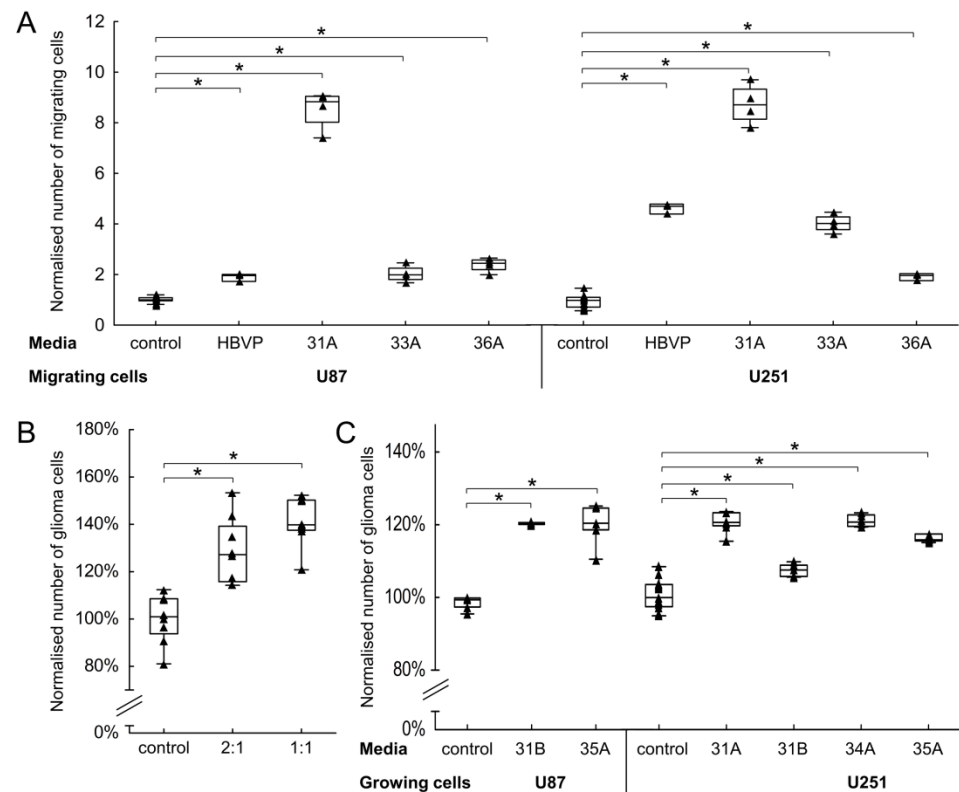 A
Normalised number of migrating cells
12
10
8
6
4
2
0
* * * * * * * *
control HBVP 31A 33A 36A control HBVP 31A 33A 36A
Media
Migrating cells U87 U251
B
Normalised number of glioma cells
180%
160%
140%
120%
100%
80%
0%
* *
control 2:1 1:1
C
Normalised number of glioma cells
140%
120%
100%
80%
0%
* * * * * *
Media control 31B 35A control 31A 31B 34A 35A
Growing cells U87 U251